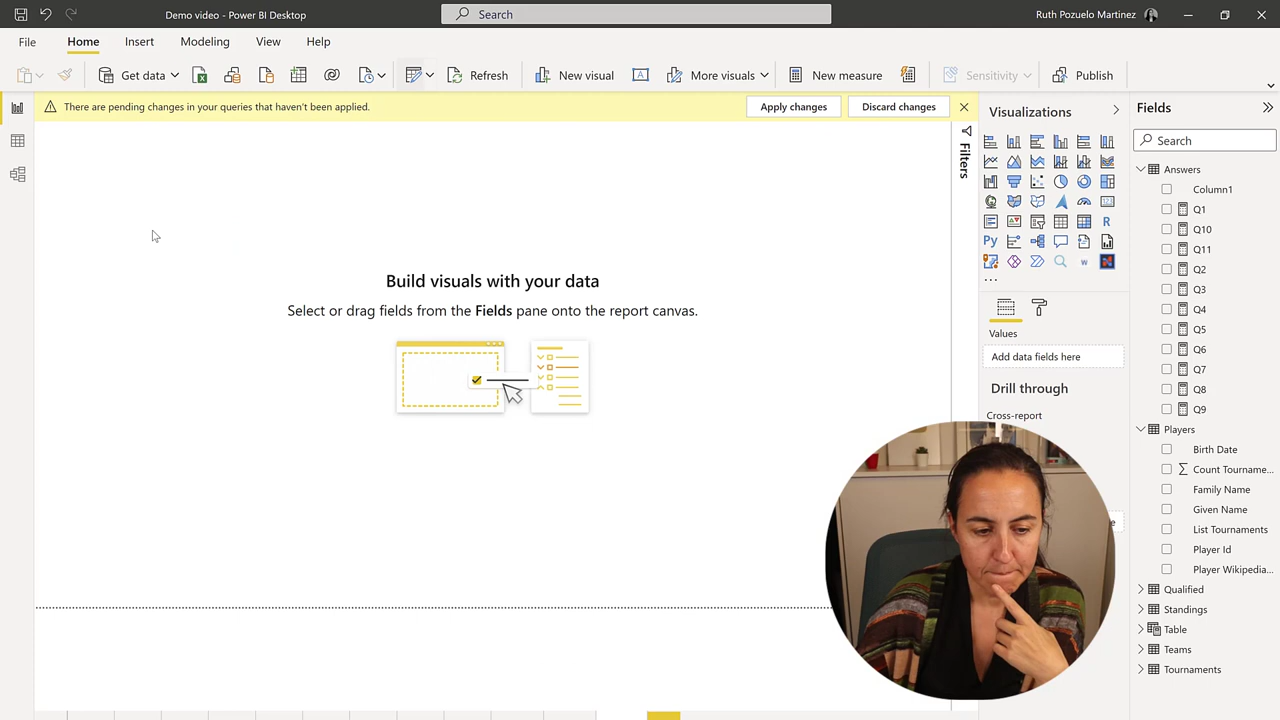 Demo video - Power BI Desktop
Search
Ruth Pozuelo Martinez
File
Home
Insert
Modeling
View
Help
Get data
Refresh
New visual
More visuals
New measure
Sensitivity
Publish
There are pending changes in your queries that haven't been applied.
Apply changes
Discard changes
Filters
Build visuals with your data
Select or drag fields from the Fields pane onto the report canvas.
Visualizations
Values
Add data fields here
Drill through
Cross-report
Fields
Search
Answers
Column1
Q1
Q10
Q11
Q2
Q3
Q4
Q5
Q6
Q7
Q8
Q9
Players
Birth Date
Count Tourname...
Family Name
Given Name
List Tournaments
Player Id
Player Wikipedia...
Qualified
Standings
Table
Teams
Tournaments